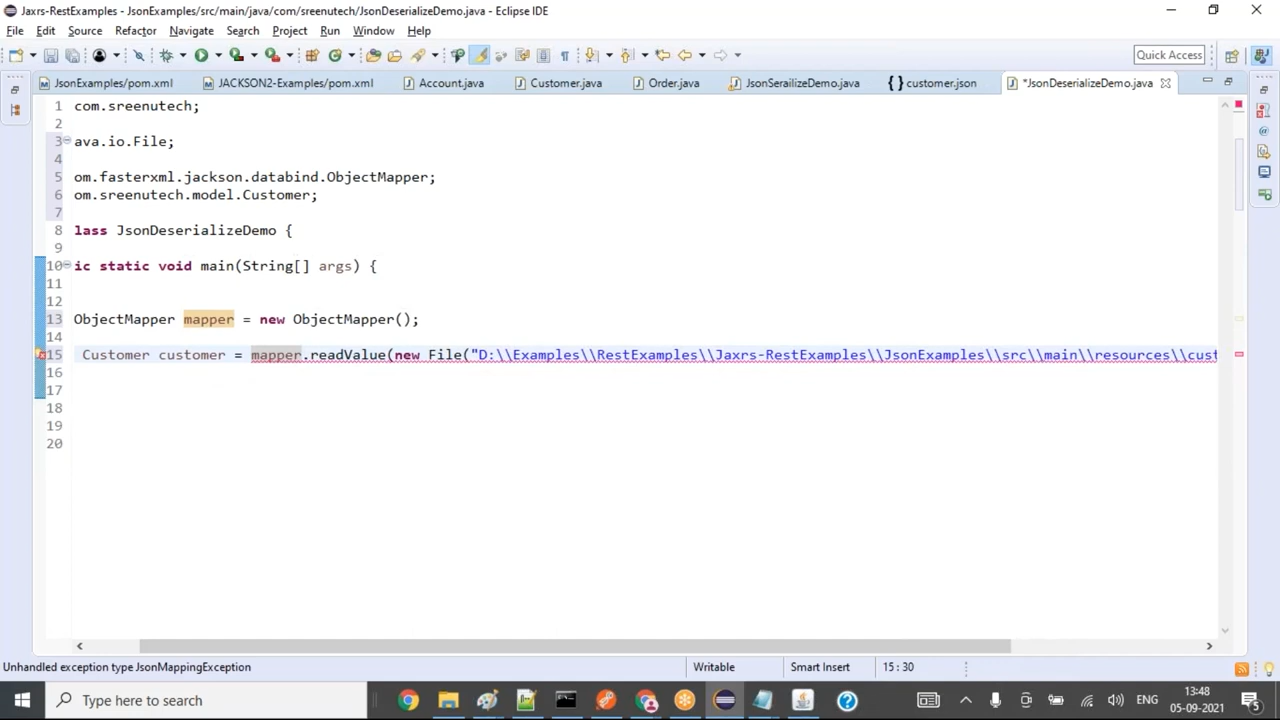 Jaxrs-RestExamples - JsonExamples/src/main/java/com/sreenutech/JsonDeserializeDemo.java - Eclipse IDE
File Edit Source Refactor Navigate Search Project Run Window Help
Quick Access
JsonExamples/pom.xml JACKSON2-Examples/pom.xml Account.java Customer.java Order.java JsonSerailizeDemo.java customer.json *JsonDeserializeDemo.java
1 com.sreenutech;
2
3 ava.io.File;
4
5 om.fasterxml.jackson.databind.ObjectMapper;
6 om.sreenutech.model.Customer;
7
8 lass JsonDeserializeDemo {
9
10 ic static void main(String[] args) {
11
12
13 ObjectMapper mapper = new ObjectMapper();
14
15 Customer customer = mapper.readValue(new File("D:\\Examples\\RestExamples\\Jaxrs-RestExamples\\JsonExamples\\src\\main\\resources\\cust
16
17
18
19
20
Unhandled exception type JsonMappingException Writable Smart Insert 15 : 30
Type here to search ENG 13:48
05-09-2021 5